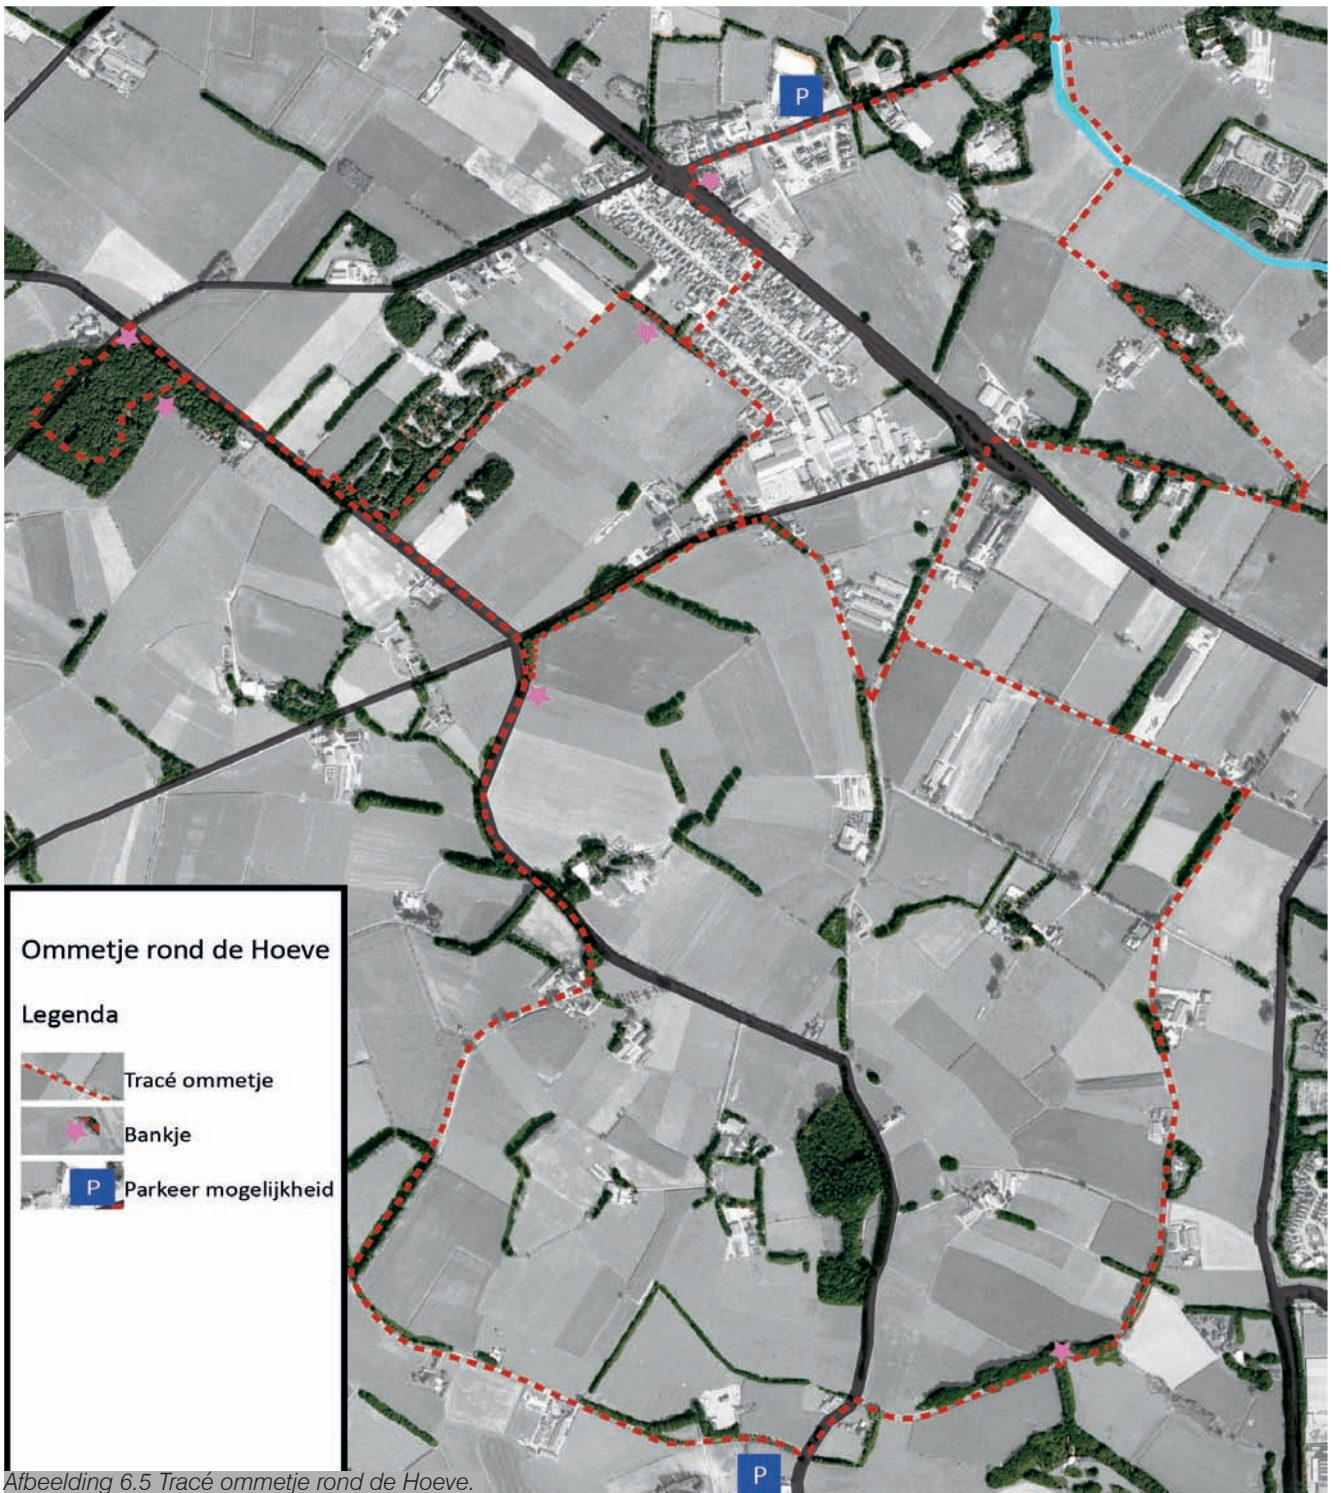 P
Ommetje rond de Hoeve
Legenda
Tracé ommetje
Bankje
P Parkeer mogelijkheid
P
Afbeelding 6.5 Tracé ommetje rond de Hoeve.